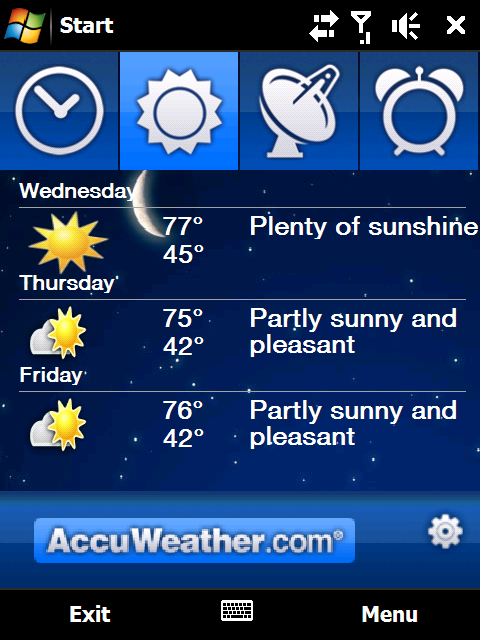 Start
Wednesday
77° Plenty of sunshine
45°
Thursday
75° Partly sunny and
42° pleasant
Friday
76° Partly sunny and
42° pleasant
AccuWeather.com®
Exit Menu